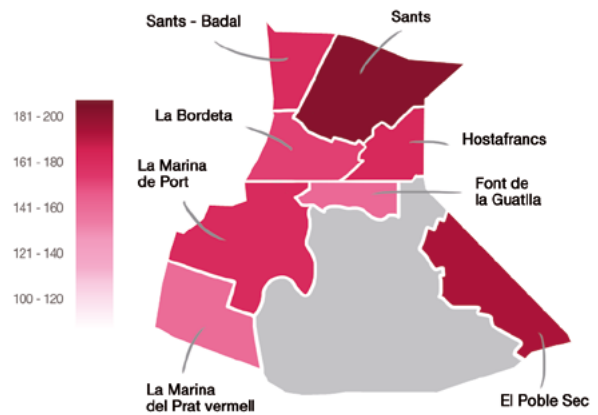 Sants - Badal
Sants
181 - 200
La Bordeta
161 - 180
Hostafrancs
La Marina
de Port
141 - 160
Font de
la Guatlla
121 - 140
100 - 120
La Marina
del Prat vermell
El Poble Sec